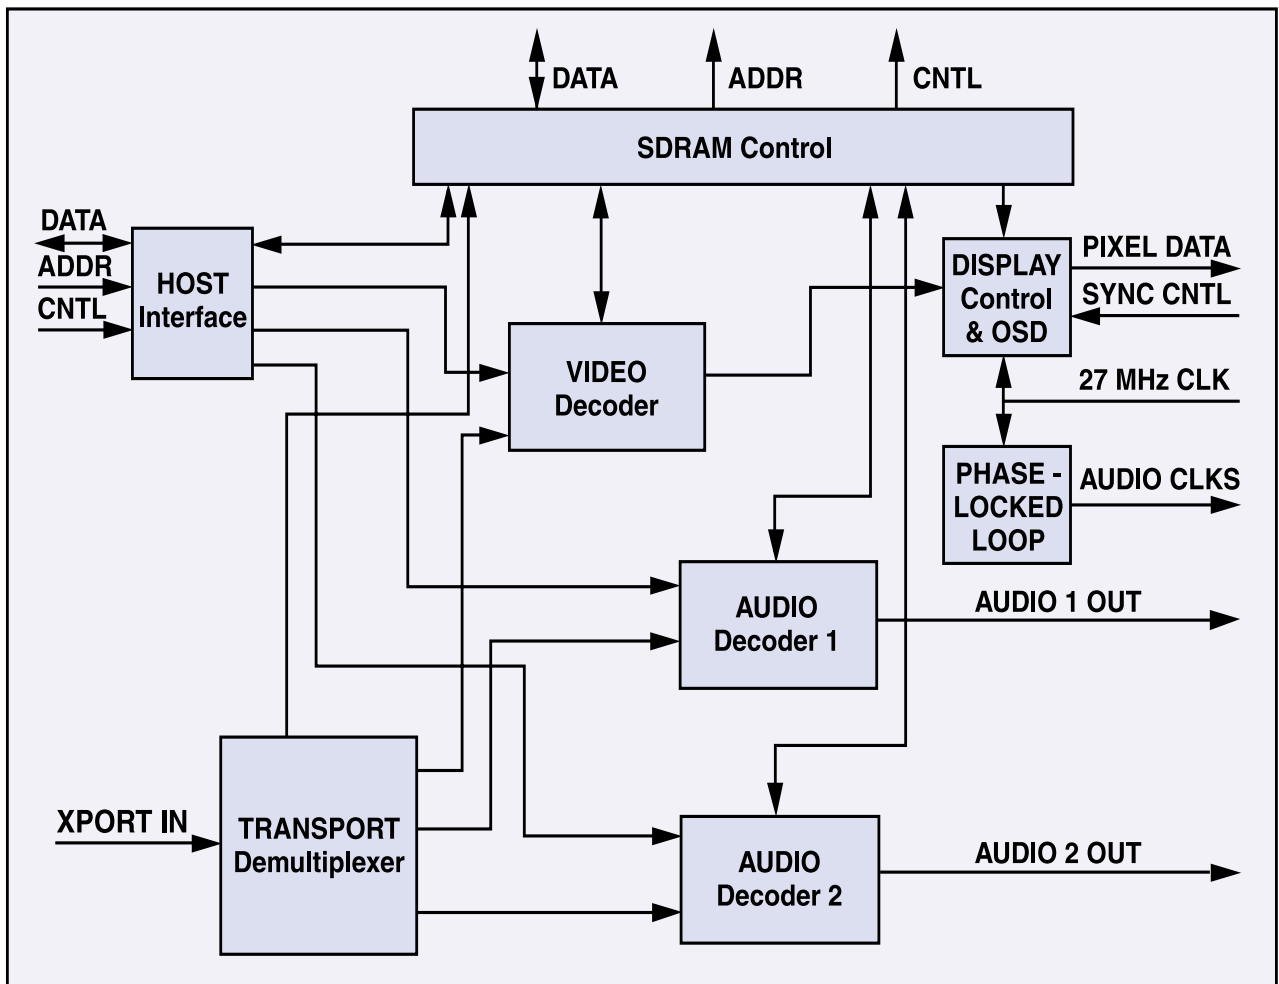 DATA
ADDR
CNTL
SDRAM Control
DATA
ADDR
CNTL
HOST
Interface
DISPLAY
Control
& OSD
PIXEL DATA
SYNC CNTL
27 MHz CLK
VIDEO
Decoder
PHASE -
LOCKED
LOOP
AUDIO CLKS
AUDIO
Decoder 1
AUDIO 1 OUT
XPORT IN
TRANSPORT
Demultiplexer
AUDIO
Decoder 2
AUDIO 2 OUT